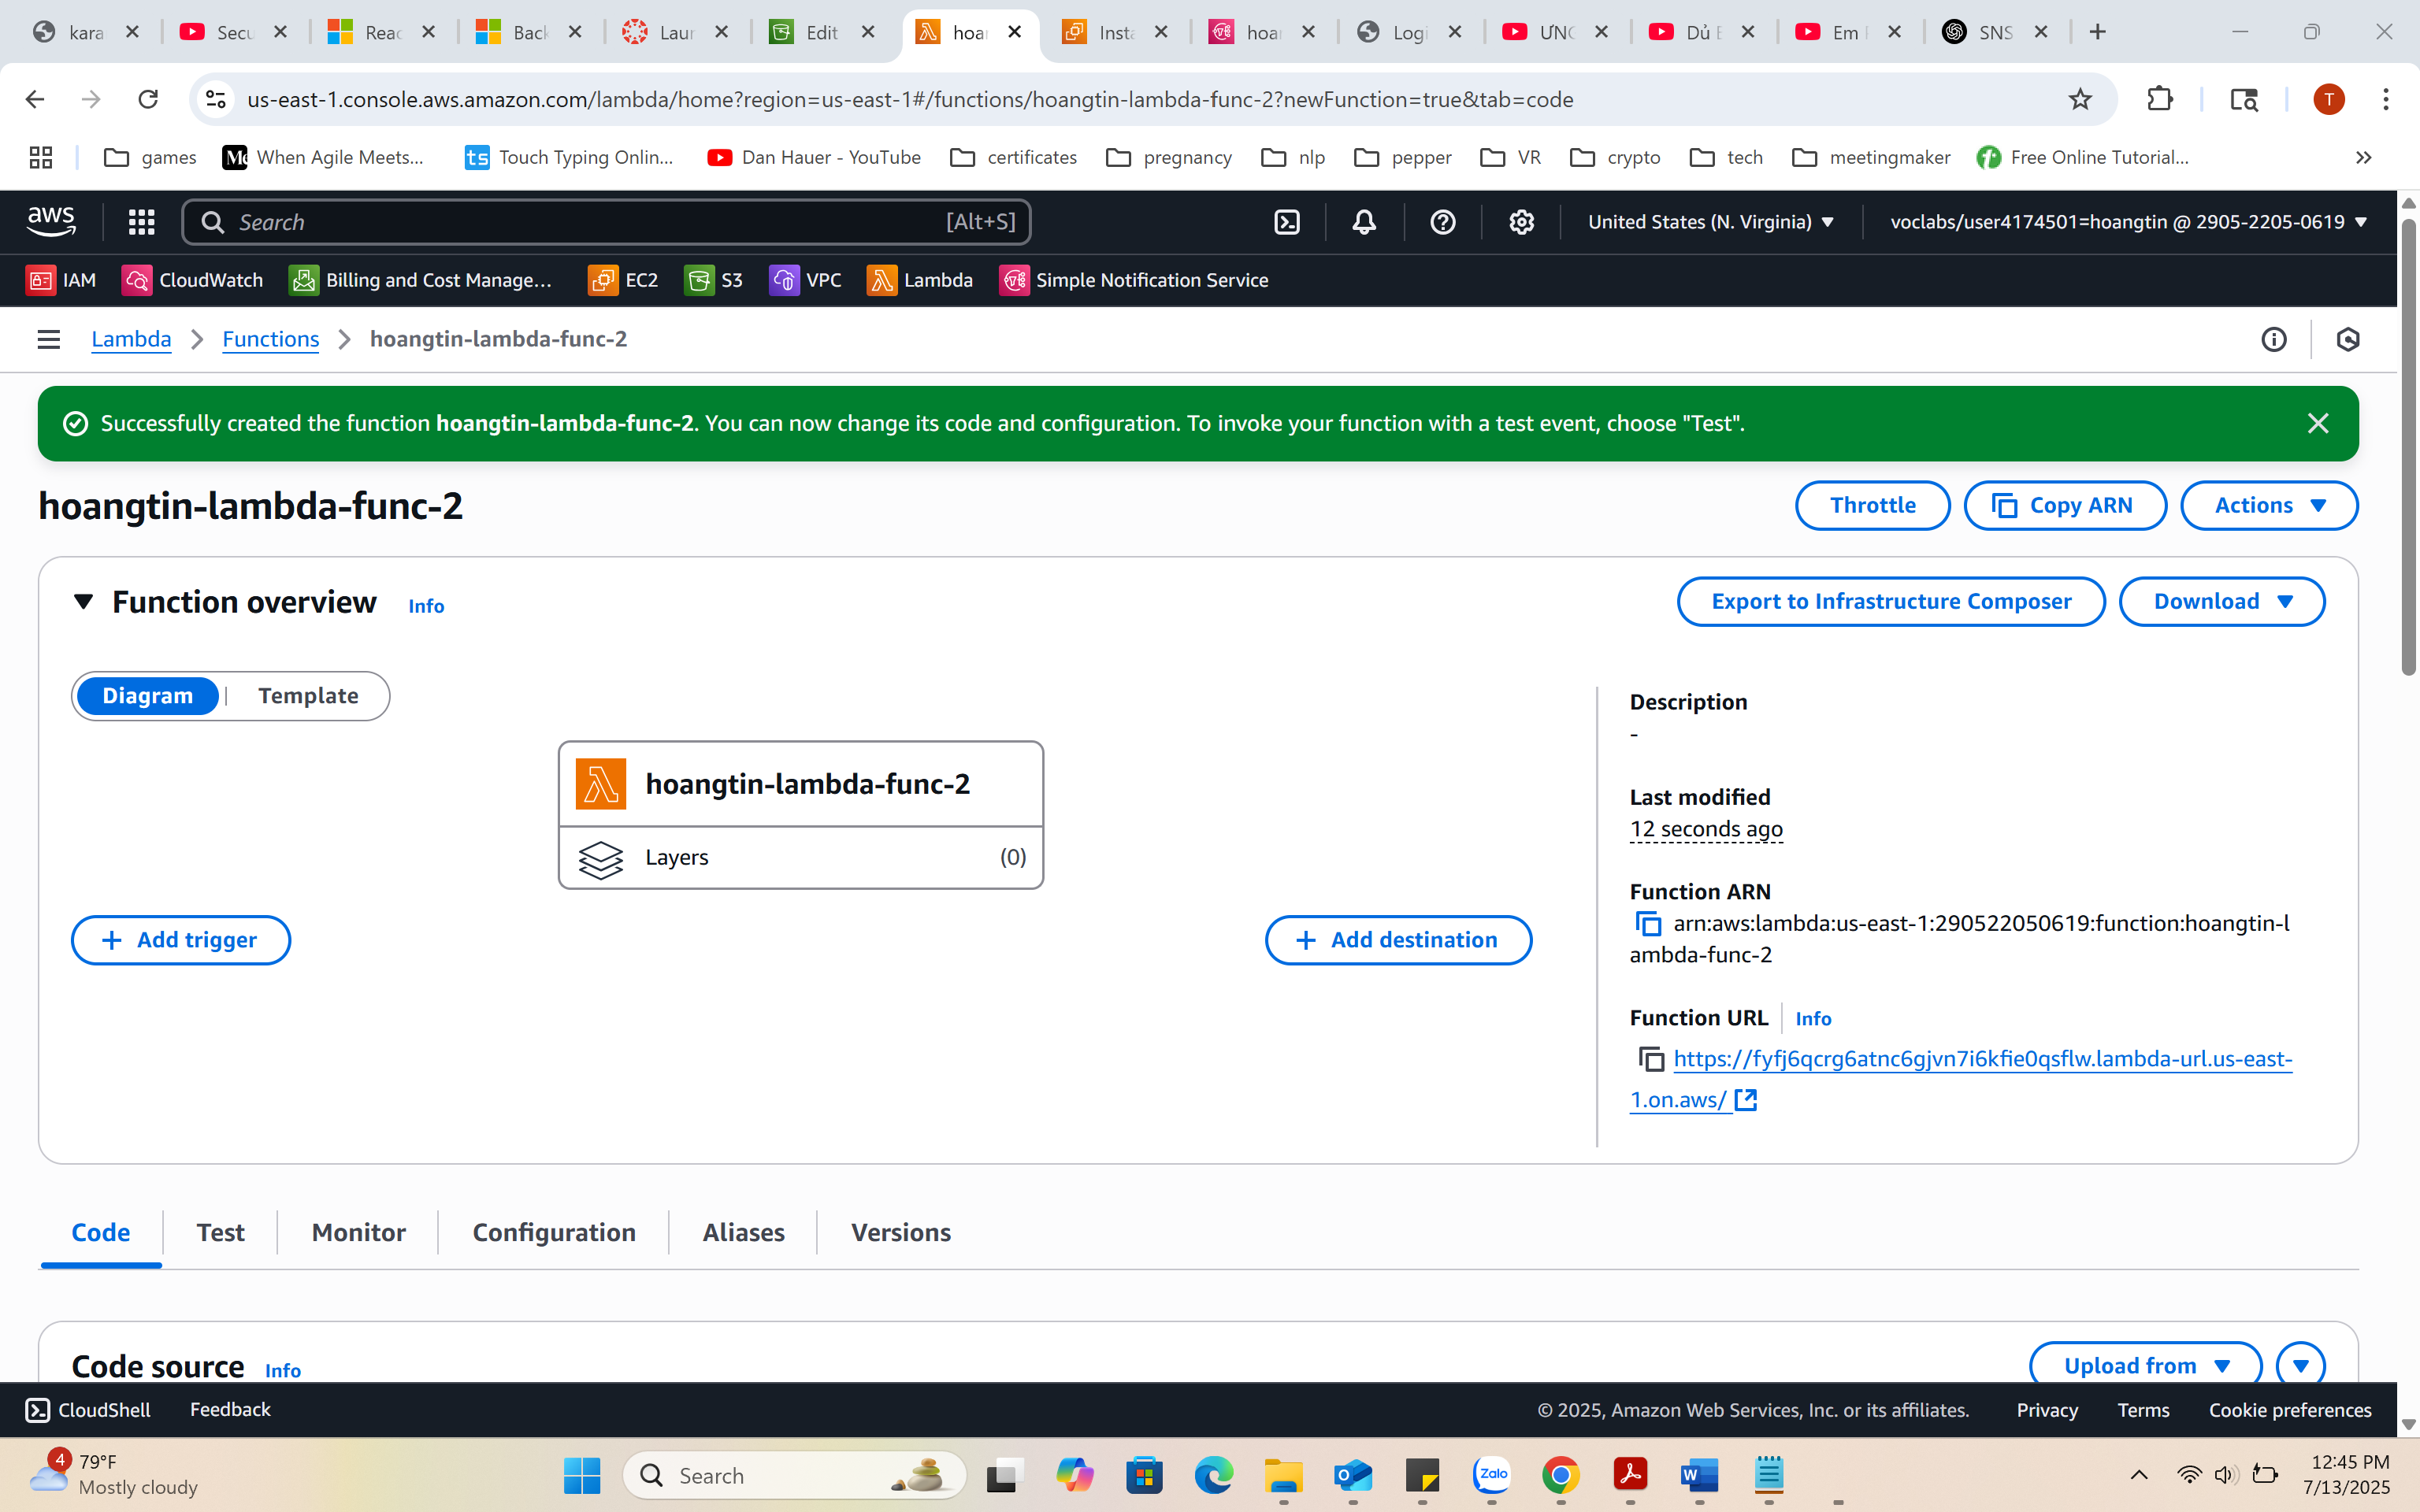 kara
Secu
Reac
Back
Laur
Edit
hoar
Insta
hoar
Logi
ƯNG
Dủ E
Em
SNS
us-east-1.console.aws.amazon.com/lambda/home?region=us-east-1#/functions/hoangtin-lambda-func-2?newFunction=true&tab=code
T
games
When Agile Meets...
ts Touch Typing Onlin...
Dan Hauer - YouTube
certificates
pregnancy
nlp
pepper
VR
crypto
tech
meetingmaker
Free Online Tutorial...
aws
Search
[Alt+S]
United States (N. Virginia)
voclabs/user4174501=hoangtin @ 2905-2205-0619
IAM
CloudWatch
Billing and Cost Manage...
EC2
S3
VPC
Lambda
Simple Notification Service
Lambda
Functions
hoangtin-lambda-func-2
Successfully created the function hoangtin-lambda-func-2. You can now change its code and configuration. To invoke your function with a test event, choose "Test".
hoangtin-lambda-func-2
Throttle
Copy ARN
Actions
Function overview
Info
Export to Infrastructure Composer
Download
Diagram
Template
hoangtin-lambda-func-2
Layers
(0)
Add trigger
Add destination
Description
-
Last modified
12 seconds ago
Function ARN
arn:aws:lambda:us-east-1:290522050619:function:hoangtin-l
ambda-func-2
Function URL
Info
https://fyfj6qcrg6atnc6gjvn7i6kfie0qsflw.lambda-url.us-east-
1.on.aws/
Code
Test
Monitor
Configuration
Aliases
Versions
Code source
Info
Upload from
CloudShell
Feedback
© 2025, Amazon Web Services, Inc. or its affiliates.
Privacy
Terms
Cookie preferences
4
79°F
Mostly cloudy
Search
Zalo
12:45 PM
7/13/2025